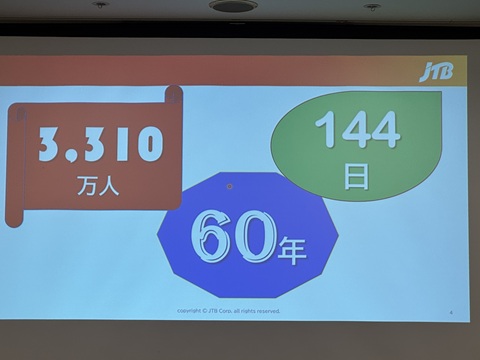 JTB
3,310
万人
144
日
60年
copyright © JTB Corp. all rights reserved.
4